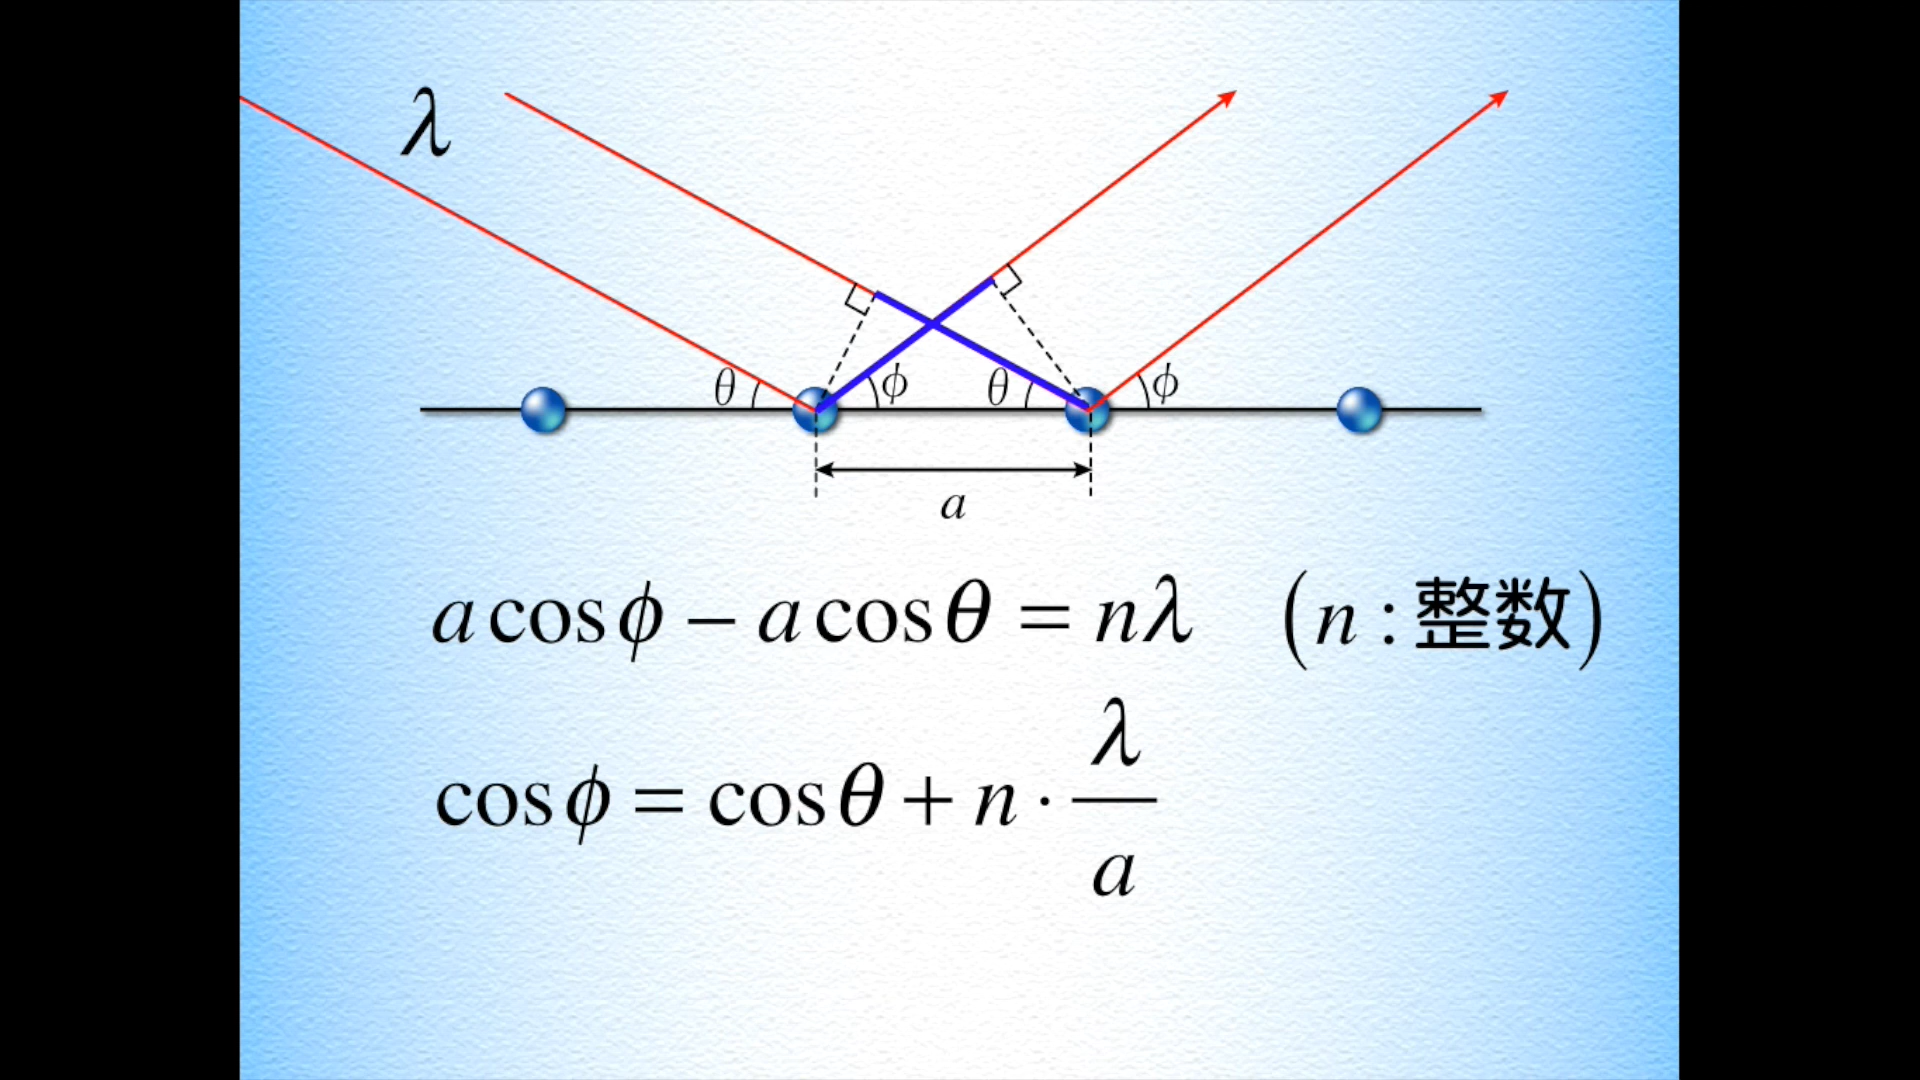 λ
θ ϕ θ ϕ
a
a cos ϕ – a cos θ = nλ (n : 整数)
cos ϕ = cos θ + n · λ/a